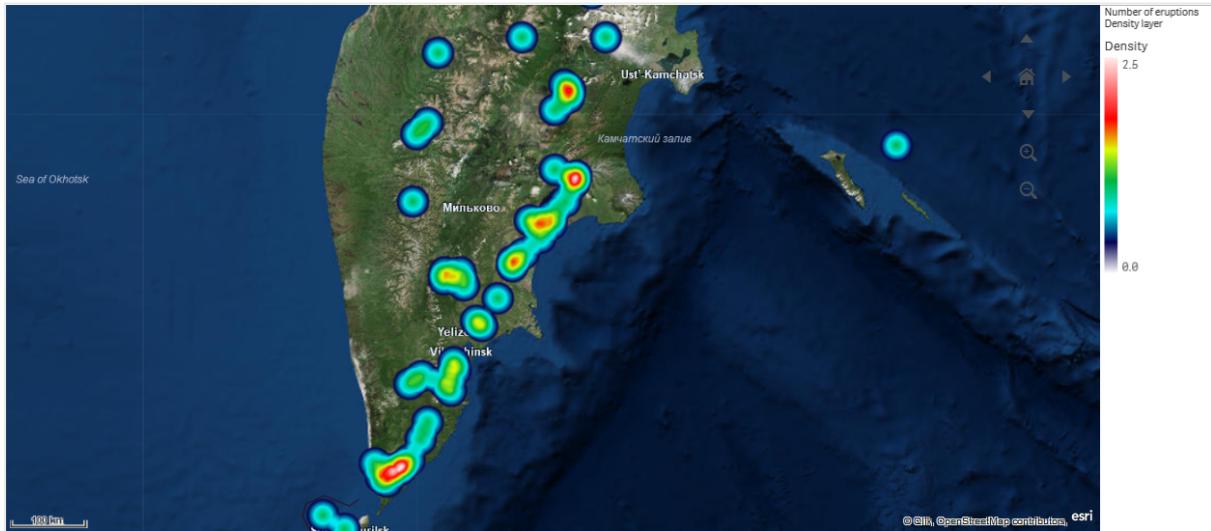 Number of eruptions
Density layer
Density
2.5
0.0
Ust'-Kamchatsk
Камчатский залив
Sea of Okhotsk
Мильково
100 km
© Qlik, OpenStreetMap contributors,
esri